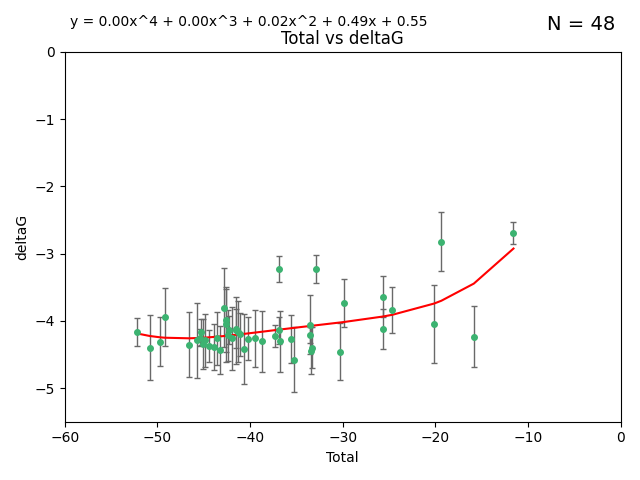 y = 0.00x^4 + 0.00x^3 + 0.02x^2 + 0.49x + 0.55
N = 48
Total vs deltaG
0
−1
−2
−3
−4
−5
deltaG
−60
−50
−40
−30
−20
−10
0
Total